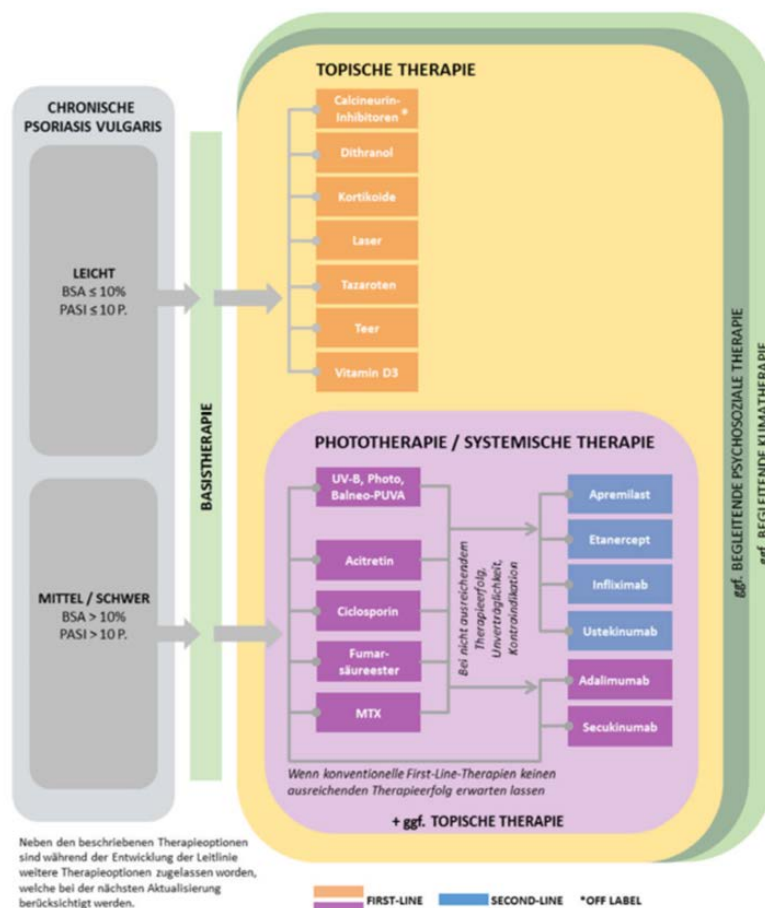 TOPISCHE THERAPIE
CHRONISCHE
PSORIASIS VULGARIS
LEICHT
BSA ≤ 10%
PASI ≤ 10 P.
MITTEL / SCHWER
BSA > 10%
PASI > 10 P.
BASISTHERAPIE
Calcineurin-
Inhibitoren *
Dithranol
Kortikoide
Laser
Tazaroten
Teer
Vitamin D3
PHOTOTHERAPIE / SYSTEMISCHE THERAPIE
UV-B, Photo,
Balneo-PUVA
Acitretin
Ciclosporin
Fumar-
säureester
MTX
Bei nicht ausreichendem
Therapieerfolg,
Unverträglichkeit,
Kontraindikation
Apremilast
Etanercept
Infliximab
Ustekinumab
Adalimumab
Secukinumab
Wenn konventionelle First-Line-Therapien keinen
ausreichenden Therapieerfolg erwarten lassen
+ ggf. TOPISCHE THERAPIE
ggf. BEGLEITENDE PSYCHOSOZIALE THERAPIE
ggf. BEGLEITENDE KLIMATHERAPIE
Neben den beschriebenen Therapieoptionen
sind während der Entwicklung der Leitlinie
weitere Therapieoptionen zugelassen worden,
welche bei der nächsten Aktualisierung
berücksichtigt werden.
FIRST-LINE
SECOND-LINE
*OFF LABEL